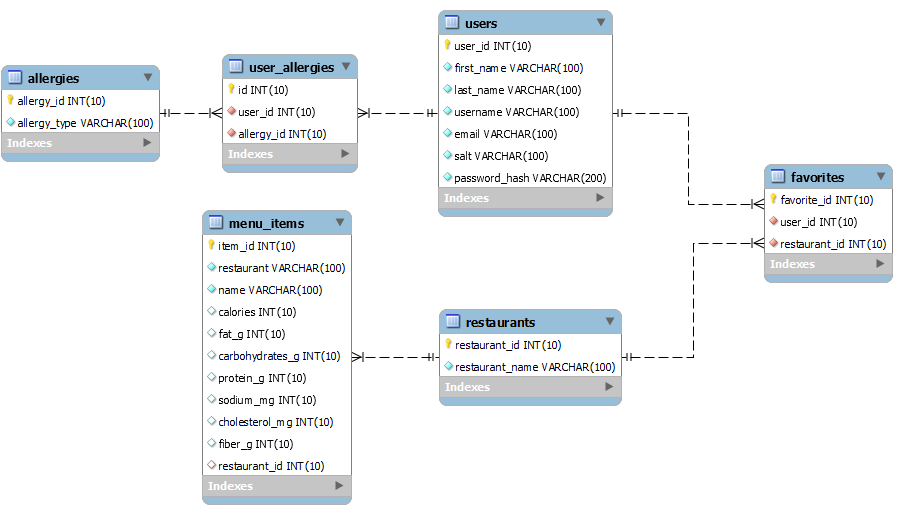 allergies
allergy_id INT(10)
allergy_type VARCHAR(100)
Indexes
user_allergies
id INT(10)
user_id INT(10)
allergy_id INT(10)
Indexes
users
user_id INT(10)
first_name VARCHAR(100)
last_name VARCHAR(100)
username VARCHAR(100)
email VARCHAR(100)
salt VARCHAR(100)
password_hash VARCHAR(200)
Indexes
favorites
favorite_id INT(10)
user_id INT(10)
restaurant_id INT(10)
Indexes
menu_items
item_id INT(10)
restaurant VARCHAR(100)
name VARCHAR(100)
calories INT(10)
fat_g INT(10)
carbohydrates_g INT(10)
protein_g INT(10)
sodium_mg INT(10)
cholesterol_mg INT(10)
fiber_g INT(10)
restaurant_id INT(10)
Indexes
restaurants
restaurant_id INT(10)
restaurant_name VARCHAR(100)
Indexes